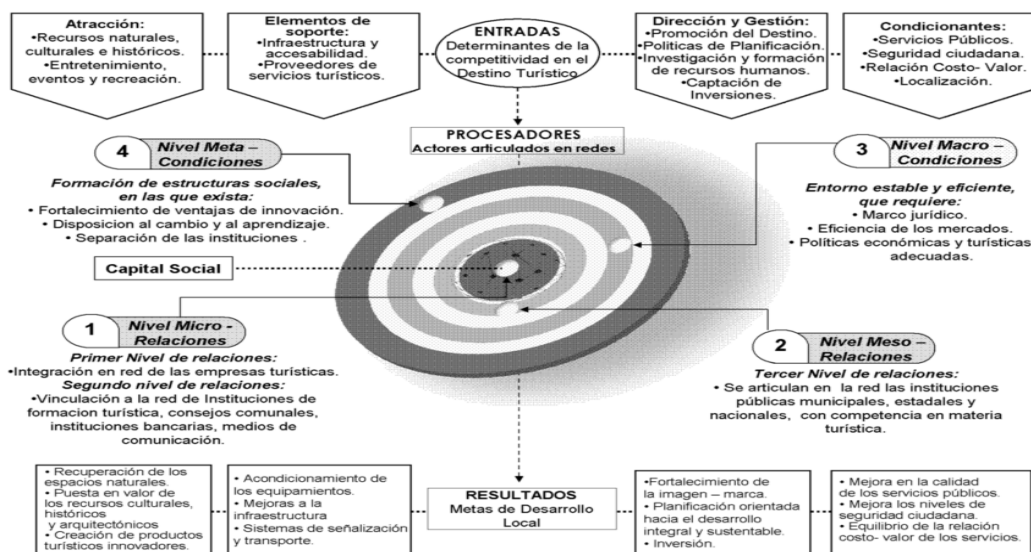 Atracción:
•Recursos naturales,
culturales e históricos.
•Entretenimiento,
eventos y recreación.
Elementos de
soporte:
•Infraestructura y
accesabilidad.
•Proveedores de
servicios turísticos.
ENTRADAS
Determinantes de la
competitividad en el
Destino Turístico
Dirección y Gestión:
•Promoción del Destino.
•Politicas de Planificación.
•Investigación y formación
de recursos humanos.
•Captación de
Inversiones.
Condicionantes:
•Servicios Públicos.
•Seguridad ciudadana.
•Relación Costo- Valor.
•Localización.
PROCESADORES
Actores articulados en redes
4
Nivel Meta –
Condiciones
Formación de estructuras sociales,
en las que exista:
• Fortalecimiento de ventajas de innovación.
• Disposicion al cambio y al aprendizaje.
• Separación de las instituciones .
3
Nivel Macro –
Condiciones
Entorno estable y eficiente,
que requiere:
• Marco jurídico.
• Eficiencia de los mercados.
• Políticas económicas y turísticas
adecuadas.
Capital Social
1
Nivel Micro -
Relaciones
Primer Nivel de relaciones:
•Integración en red de las empresas turísticas.
Segundo nivel de relaciones:
•Vinculación a la red de Instituciones de
formacion turística, consejos comunales,
instituciones bancarias, medios de
comunicación.
2
Nivel Meso –
Relaciones
Tercer Nivel de relaciones:
• Se articulan en la red las instituciones
públicas municipales, estadales y
nacionales, con competencia en materia
turística.
• Recuperación de los
espacios naturales.
• Puesta en valor de
los recursos culturales,
históricos
y arquitectónicos
• Creación de productos
turísticos innovadores.
• Acondicionamiento de
los equipamientos.
• Mejoras a la
infraestructura
• Sistemas de señalización
y transporte.
RESULTADOS
Metas de Desarrollo
Local
•Fortalecimiento de
la imagen – marca.
• Planificación orientada
hacia el desarrollo
integral y sustentable.
• Inversión.
• Mejora en la calidad
de los servicios públicos.
• Mejora los niveles de
seguridad ciudadana.
• Equilibrio de la relación
costo- valor de los servicios.